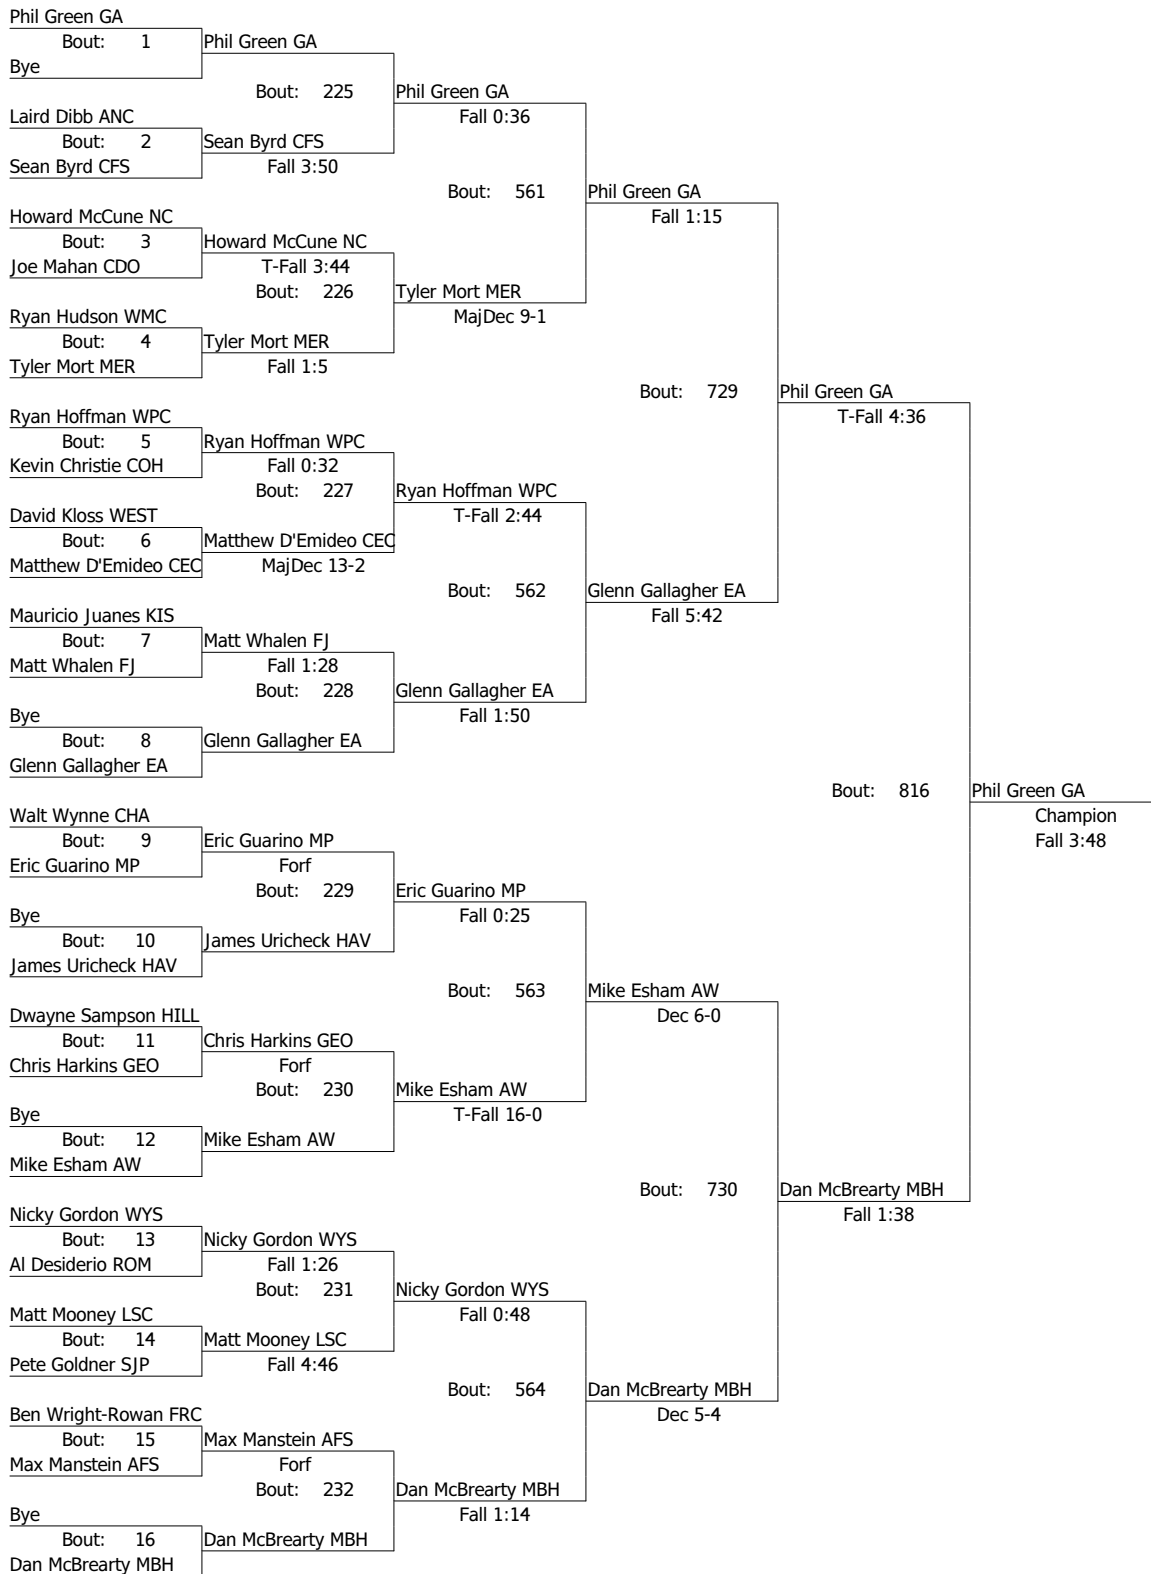 Phil Green GA
Bout: 1 Phil Green GA
Bye
Bout: 225 Phil Green GA
Laird Dibb ANC Fall 0:36
Bout: 2 Sean Byrd CFS
Sean Byrd CFS Fall 3:50
Bout: 561 Phil Green GA
Howard McCune NC Fall 1:15
Bout: 3 Howard McCune NC
Joe Mahan CDO T-Fall 3:44
Bout: 226 Tyler Mort MER
Ryan Hudson WMC MajDec 9-1
Bout: 4 Tyler Mort MER
Tyler Mort MER Fall 1:5
Bout: 729 Phil Green GA
Ryan Hoffman WPC T-Fall 4:36
Bout: 5 Ryan Hoffman WPC
Kevin Christie COH Fall 0:32
Bout: 227 Ryan Hoffman WPC
David Kloss WEST T-Fall 2:44
Bout: 6 Matthew D'Emideo CEC
Matthew D'Emideo CEC MajDec 13-2
Bout: 562 Glenn Gallagher EA
Mauricio Juanes KIS Fall 5:42
Bout: 7 Matt Whalen FJ
Matt Whalen FJ Fall 1:28
Bout: 228 Glenn Gallagher EA
Bye Fall 1:50
Bout: 8 Glenn Gallagher EA
Glenn Gallagher EA
Bout: 816 Phil Green GA
Walt Wynne CHA Champion
Bout: 9 Eric Guarino MP Fall 3:48
Eric Guarino MP Forf
Bout: 229 Eric Guarino MP
Bye Fall 0:25
Bout: 10 James Uricheck HAV
James Uricheck HAV
Bout: 563 Mike Esham AW
Dwayne Sampson HILL Dec 6-0
Bout: 11 Chris Harkins GEO
Chris Harkins GEO Forf
Bout: 230 Mike Esham AW
Bye T-Fall 16-0
Bout: 12 Mike Esham AW
Mike Esham AW
Bout: 730 Dan McBrearty MBH
Nicky Gordon WYS Fall 1:38
Bout: 13 Nicky Gordon WYS
Al Desiderio ROM Fall 1:26
Bout: 231 Nicky Gordon WYS
Matt Mooney LSC Fall 0:48
Bout: 14 Matt Mooney LSC
Pete Goldner SJP Fall 4:46
Bout: 564 Dan McBrearty MBH
Ben Wright-Rowan FRC Dec 5-4
Bout: 15 Max Manstein AFS
Max Manstein AFS Forf
Bout: 232 Dan McBrearty MBH
Bye Fall 1:14
Bout: 16 Dan McBrearty MBH
Dan McBrearty MBH